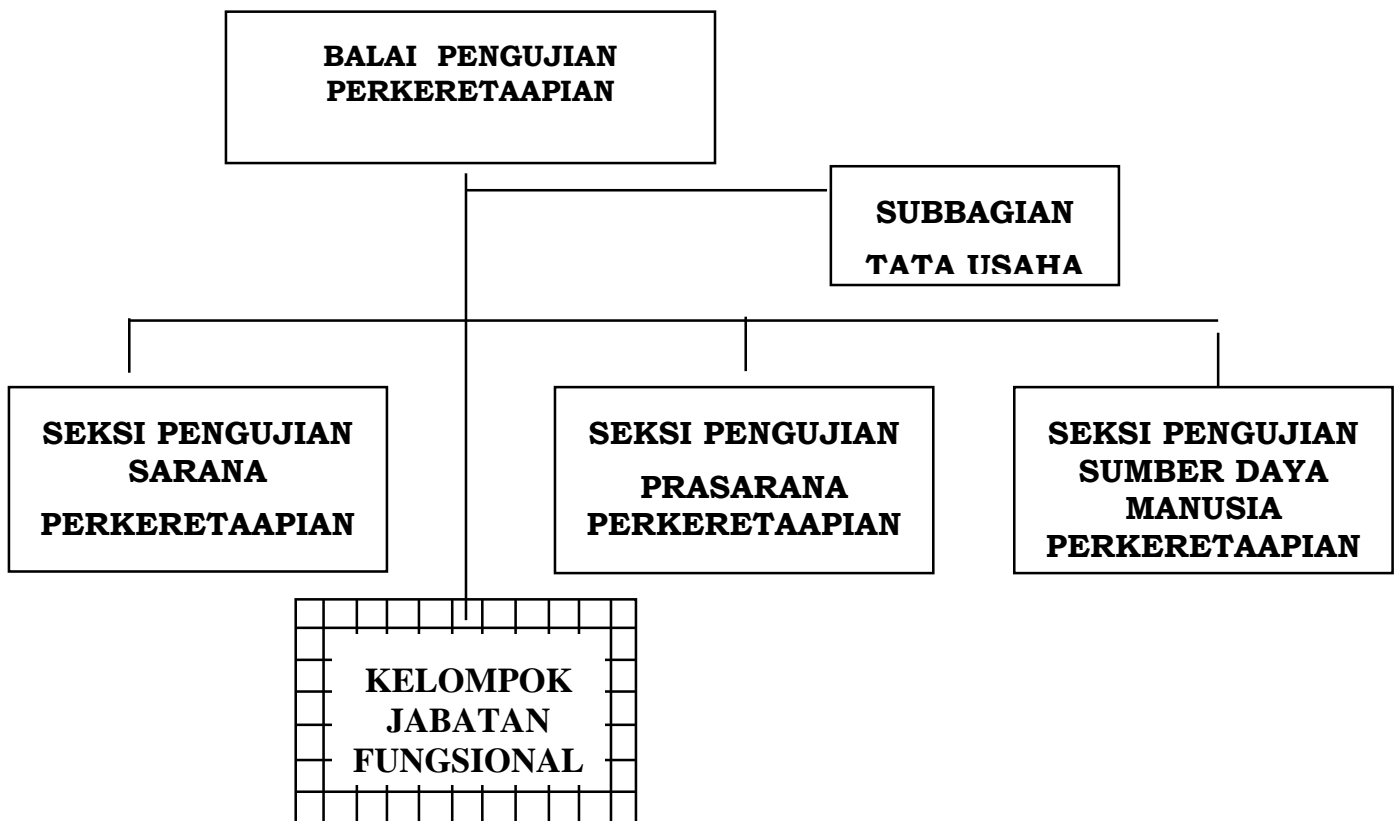 BALAI PENGUJIAN
PERKERETAAPIAN
SUBBAGIAN
TATA USAHA
SEKSI PENGUJIAN
SARANA
PERKERETAAPIAN
SEKSI PENGUJIAN
PRASARANA
PERKERETAAPIAN
SEKSI PENGUJIAN
SUMBER DAYA
MANUSIA
PERKERETAAPIAN
KELOMPOK
JABATAN
FUNGSIONAL